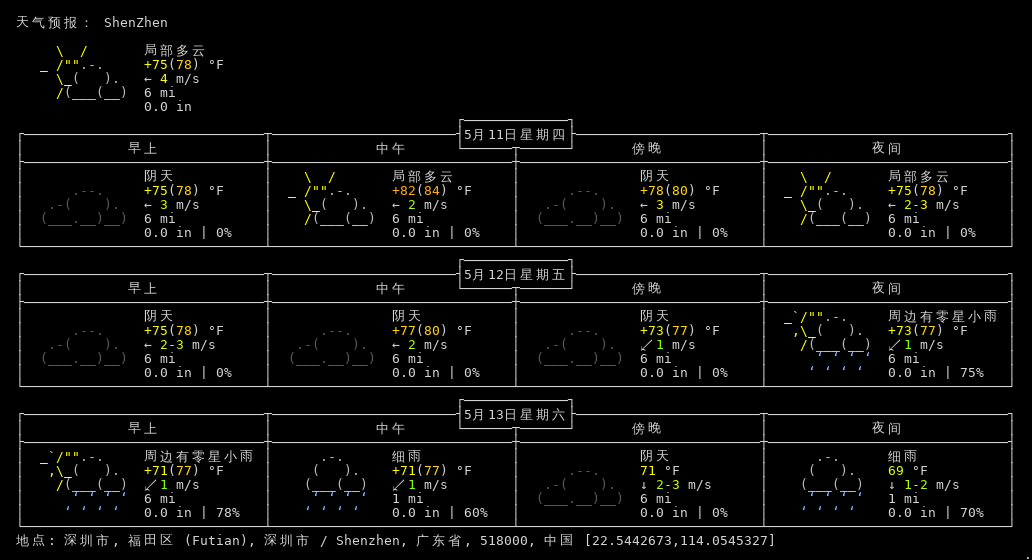 天气预报： ShenZhen
局部多云
+75(78) °F
← 4 m/s
6 mi
0.0 in
5月11日星期四
早上 中午 傍晚 夜间
阴天 局部多云 阴天 局部多云
+75(78) °F +82(84) °F +78(80) °F +75(78) °F
← 3 m/s ← 2 m/s ← 3 m/s ← 2-3 m/s
6 mi 6 mi 6 mi 6 mi
0.0 in | 0% 0.0 in | 0% 0.0 in | 0% 0.0 in | 0%
5月12日星期五
早上 中午 傍晚 夜间
阴天 阴天 阴天 周边有零星小雨
+75(78) °F +77(80) °F +73(77) °F +73(77) °F
← 2-3 m/s ← 2 m/s ↙ 1 m/s ↙ 1 m/s
6 mi 6 mi 6 mi 6 mi
0.0 in | 0% 0.0 in | 0% 0.0 in | 0% 0.0 in | 75%
5月13日星期六
早上 中午 傍晚 夜间
周边有零星小雨 细雨 阴天 细雨
+71(77) °F +71(77) °F 71 °F 69 °F
↙ 1 m/s ↙ 1 m/s ↓ 2-3 m/s ↓ 1-2 m/s
6 mi 1 mi 6 mi 1 mi
0.0 in | 78% 0.0 in | 60% 0.0 in | 0% 0.0 in | 70%
地点: 深圳市, 福田区 (Futian), 深圳市 / Shenzhen, 广东省, 518000, 中国 [22.5442673,114.0545327]